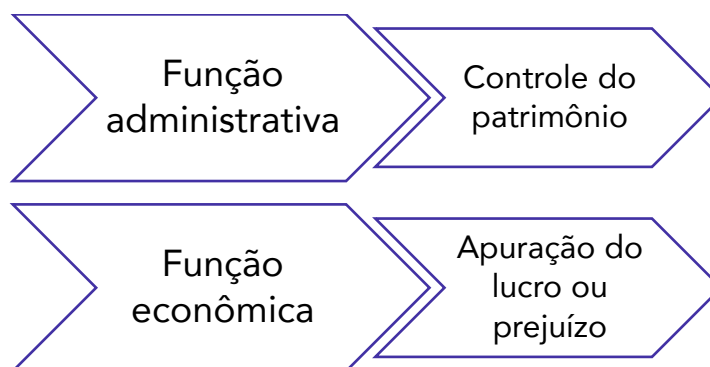 Função
administrativa
Controle do
patrimônio
Função
econômica
Apuração do
lucro ou
prejuízo